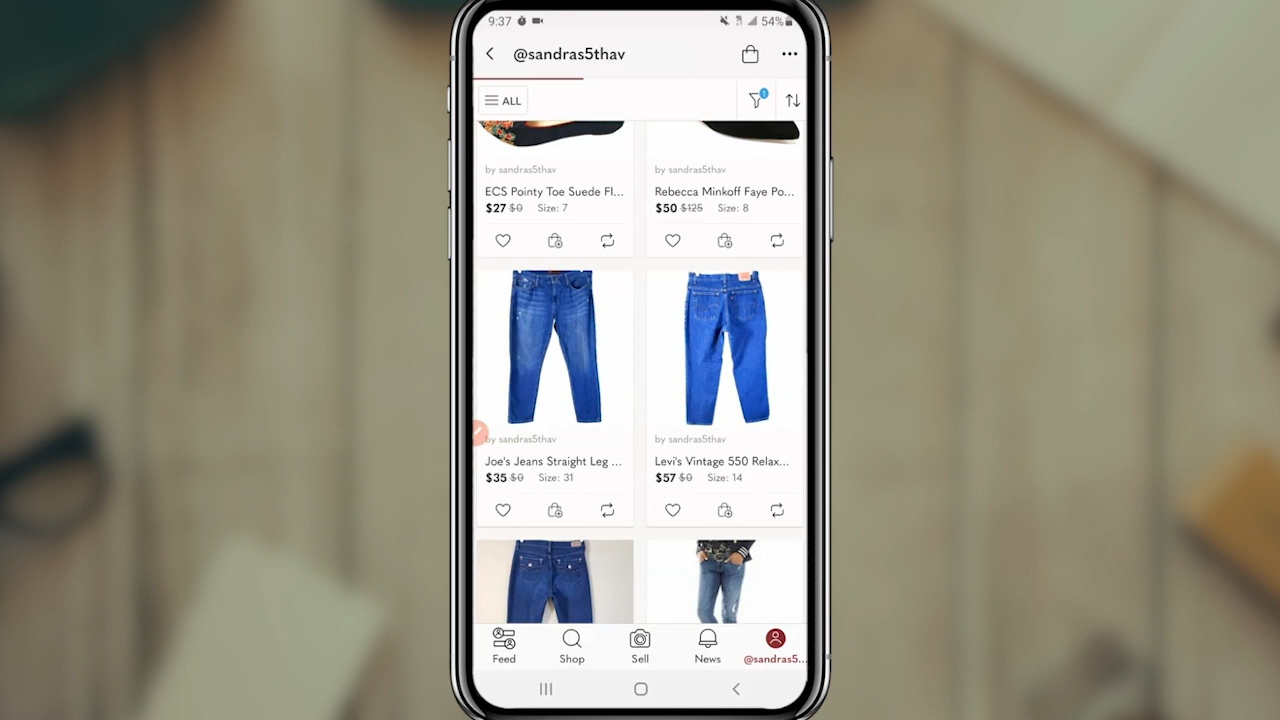 9:37 54%
@sandras5thav
ALL 1
by sandras5thav by sandras5thav
ECS Pointy Toe Suede Fl... Rebecca Minkoff Faye Po...
$27 $0 Size: 7 $50 $125 Size: 8
by sandras5thav by sandras5thav
Joe's Jeans Straight Leg ... Levi's Vintage 550 Relax...
$35 $0 Size: 31 $57 $0 Size: 14
Feed Shop Sell News @sandras5...